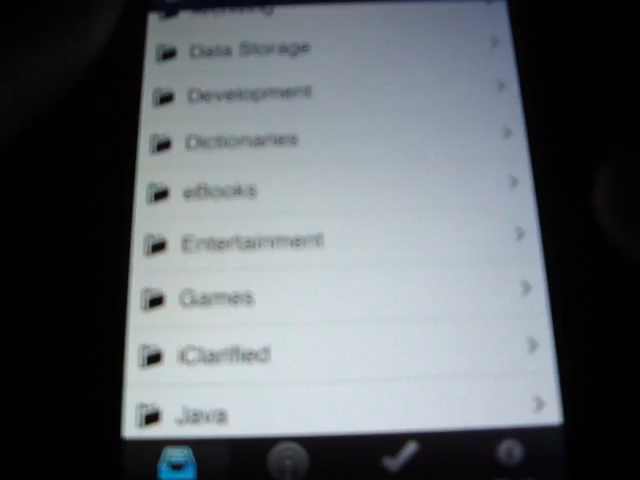 Data Storage
Development
Dictionaries
eBooks
Entertainment
Games
iClarified
Java